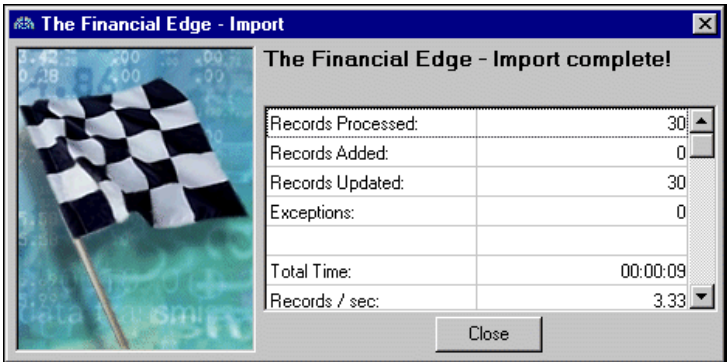 The Financial Edge - Import
The Financial Edge - Import complete!
Records Processed: 30
Records Added: 0
Records Updated: 30
Exceptions: 0
Total Time: 00:00:09
Records / sec: 3.33
Close